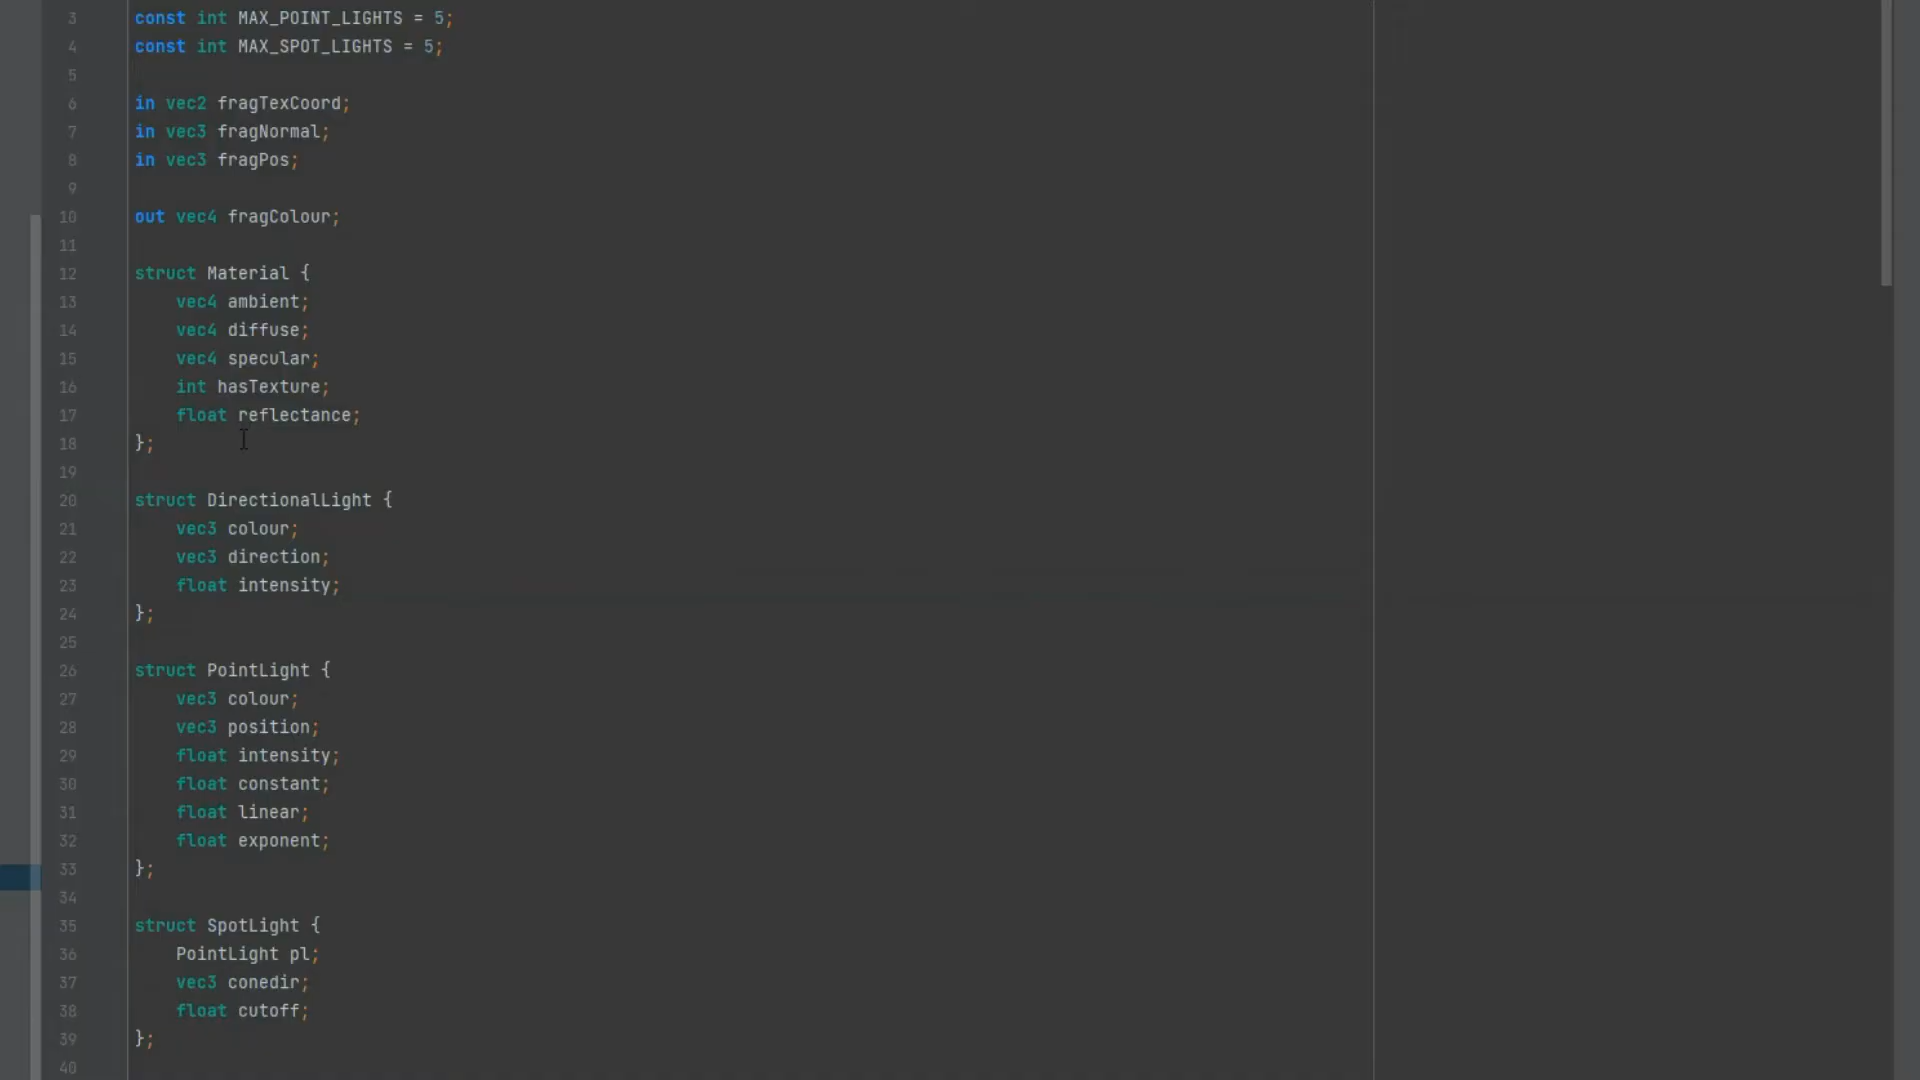 3 const int MAX_POINT_LIGHTS = 5;
4 const int MAX_SPOT_LIGHTS = 5;
5
6 in vec2 fragTexCoord;
7 in vec3 fragNormal;
8 in vec3 fragPos;
9
10 out vec4 fragColour;
11
12 struct Material {
13     vec4 ambient;
14     vec4 diffuse;
15     vec4 specular;
16     int hasTexture;
17     float reflectance;
18 };
19
20 struct DirectionalLight {
21     vec3 colour;
22     vec3 direction;
23     float intensity;
24 };
25
26 struct PointLight {
27     vec3 colour;
28     vec3 position;
29     float intensity;
30     float constant;
31     float linear;
32     float exponent;
33 };
34
35 struct SpotLight {
36     PointLight pl;
37     vec3 conedir;
38     float cutoff;
39 };
40